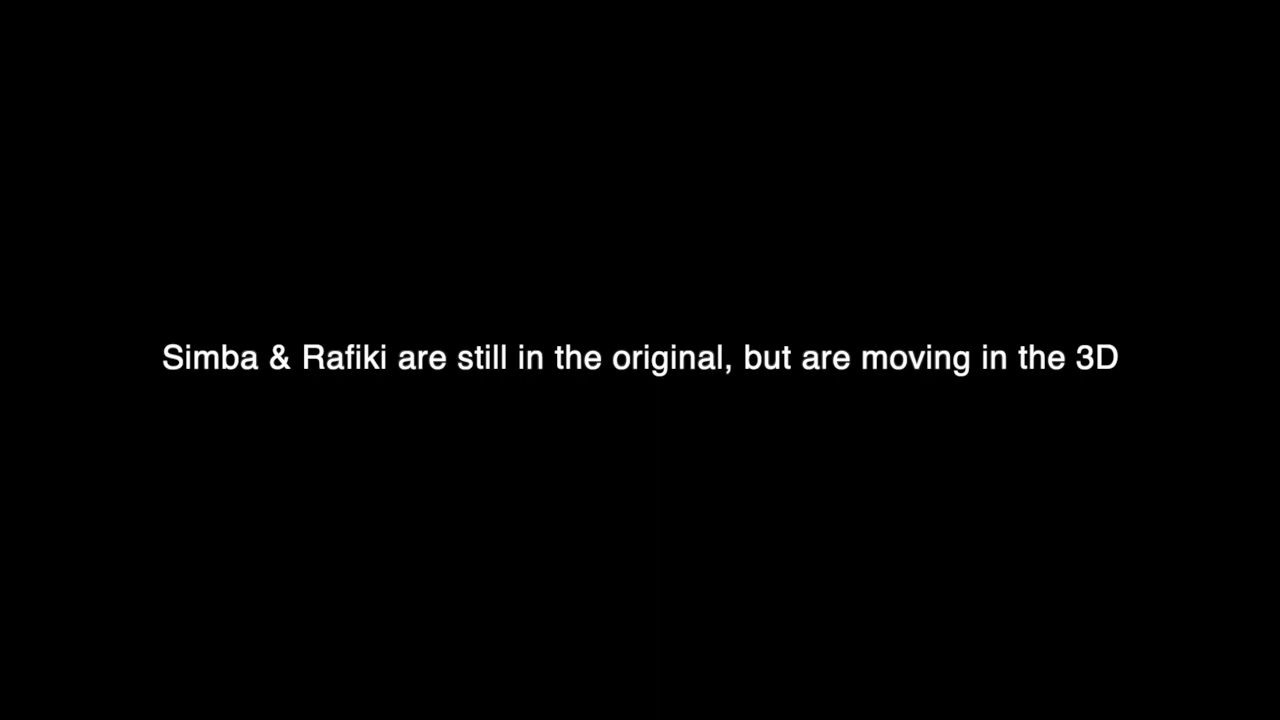 Simba & Rafiki are still in the original, but are moving in the 3D